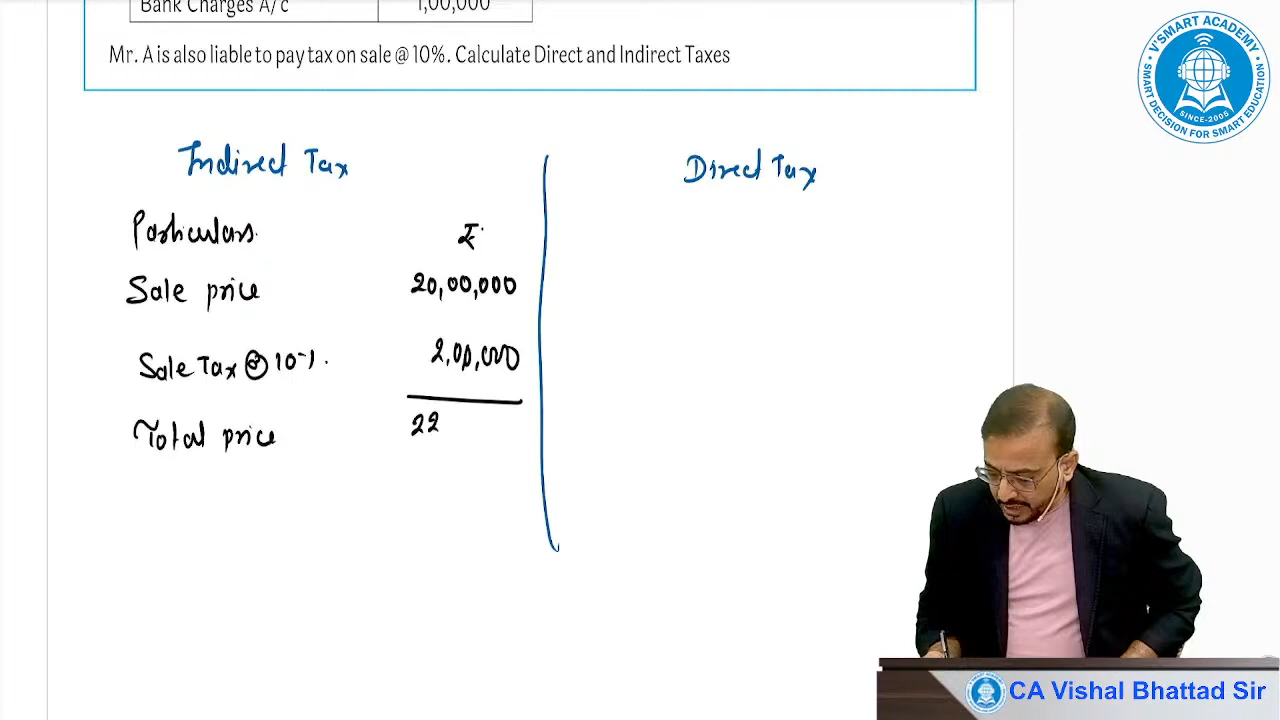 Bank Charges A/c 1,00,000
Mr. A is also liable to pay tax on sale @ 10%. Calculate Direct and Indirect Taxes
V'SMART ACADEMY
SINCE-2005
SMART DECISION FOR SMART EDUCATION
Indirect Tax
Direct Tax
Particulars ₹
Sale price 20,00,000
Sale Tax @ 10%. 2,00,000
Total price 22
CA Vishal Bhattad Sir